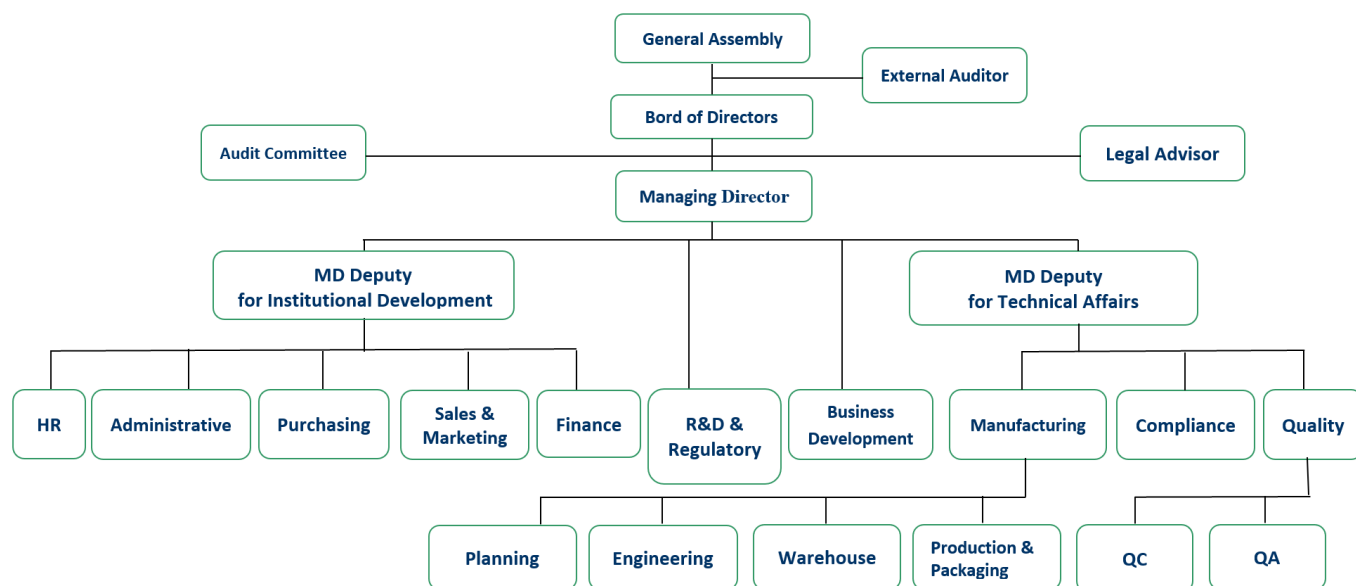 General Assembly
External Auditor
Bord of Directors
Audit Committee
Legal Advisor
Managing Director
MD Deputy
for Institutional Development
MD Deputy
for Technical Affairs
HR
Administrative
Purchasing
Sales &
Marketing
Finance
R&D &
Regulatory
Business
Development
Manufacturing
Compliance
Quality
Planning
Engineering
Warehouse
Production &
Packaging
QC
QA